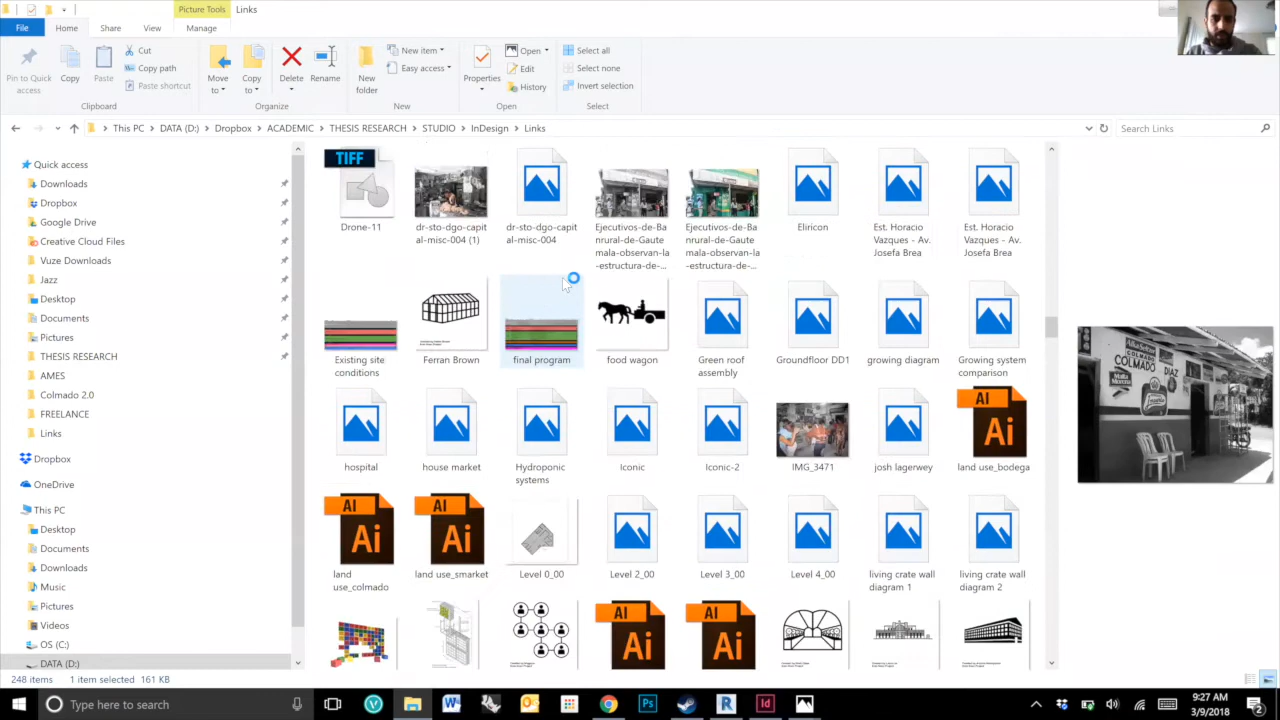 Picture Tools
Links
File
Home
Share
View
Manage
Pin to Quick
access
Copy
Paste
Cut
Copy path
Paste shortcut
Clipboard
Move
to
Copy
to
Delete
Rename
Organize
New
folder
New item
Easy access
New
Properties
Open
Edit
History
Open
Select all
Select none
Invert selection
Select
This PC
DATA (D:)
Dropbox
ACADEMIC
THESIS RESEARCH
STUDIO
InDesign
Links
Search Links
Quick access
Downloads
Dropbox
Google Drive
Creative Cloud Files
Vuze Downloads
Jazz
Desktop
Documents
Pictures
THESIS RESEARCH
AMES
Colmado 2.0
FREELANCE
Links
Dropbox
OneDrive
This PC
Desktop
Documents
Downloads
Music
Pictures
Videos
OS (C:)
DATA (D:)
TIFF
Drone-11
dr-sto-dgo-capit
al-misc-004 (1)
dr-sto-dgo-capit
al-misc-004
Ejecutivos-de-Ba
nrural-de-Gaute
mala-observan-la
-estructura-de-...
Ejecutivos-de-Ba
nrural-de-Gaute
mala-observan-la
-estructura-de-...
Eliricon
Est. Horacio
Vazques - Av.
Josefa Brea
Est. Horacio
Vazques - Av.
Josefa Brea
Existing site
conditions
Ferran Brown
final program
food wagon
Green roof
assembly
Groundfloor DD1
growing diagram
Growing system
comparison
hospital
house market
Hydroponic
systems
Iconic
Iconic-2
IMG_3471
josh lagerwey
AI
Ai
land use_bodega
AI
Ai
land
use_colmado
AI
Ai
land use_smarket
Level 0_00
Level 2_00
Level 3_00
Level 4_00
living crate wall
diagram 1
living crate wall
diagram 2
AI
Ai
AI
Ai
COLMADO
COLMADO DIAZ
Malta
Morena
248 items
1 item selected
161 KB
Type here to search
9:27 AM
3/9/2018